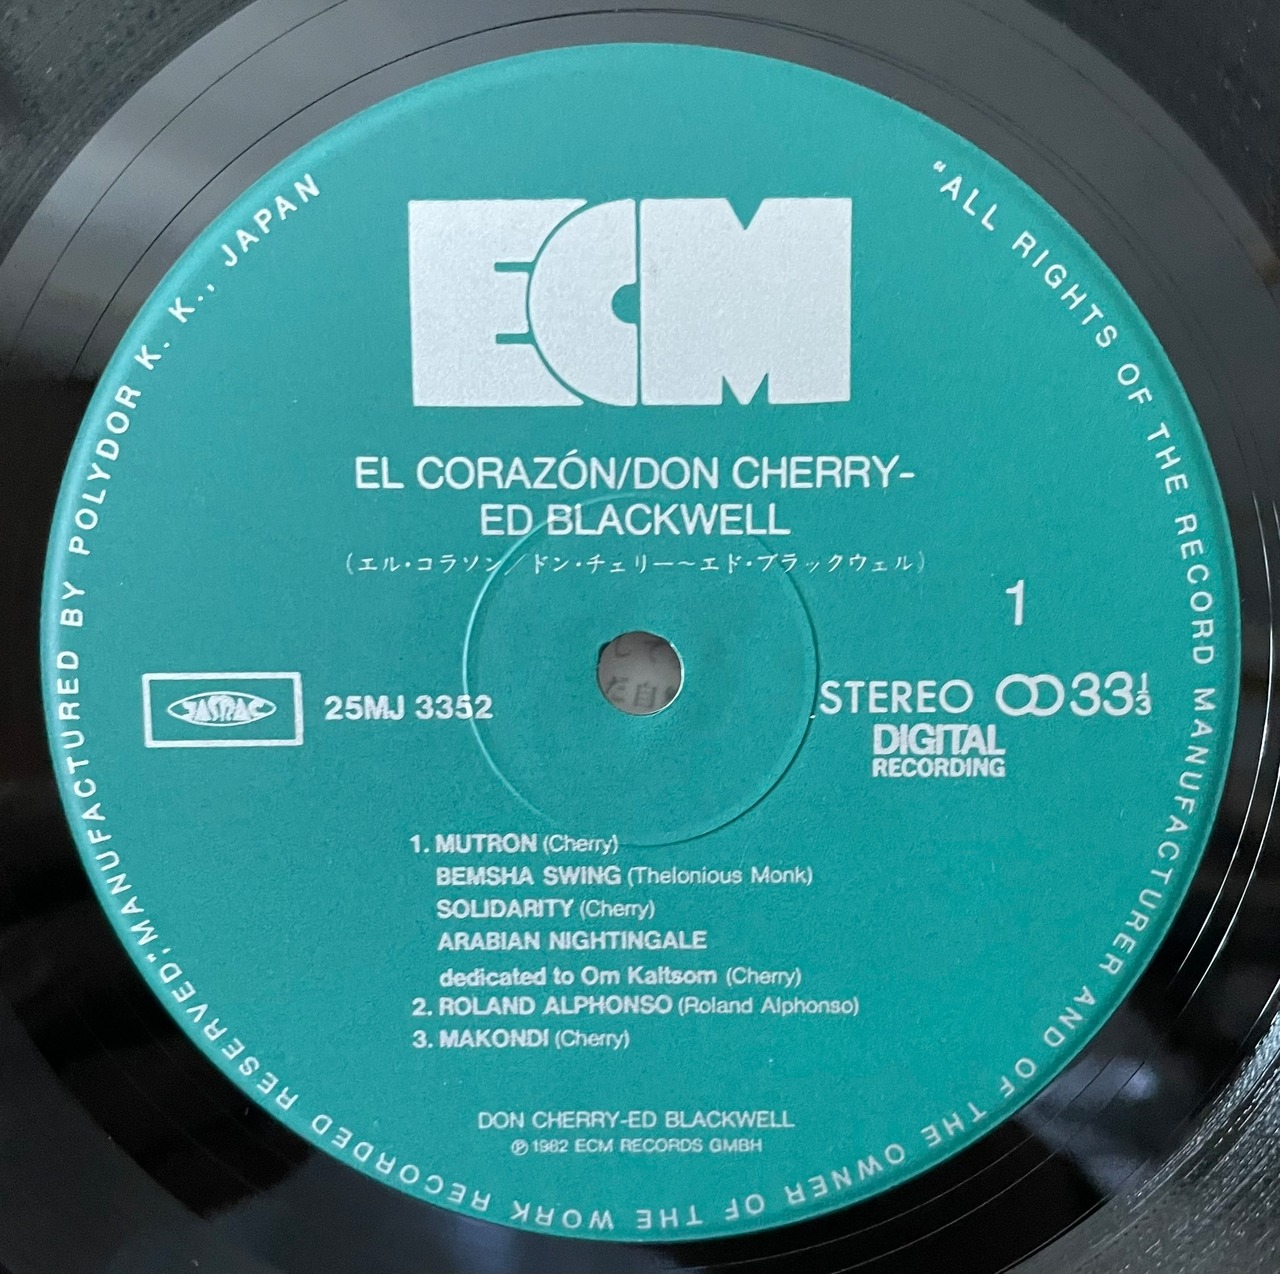 ECM
EL CORAZÓN/DON CHERRY-
ED BLACKWELL
(エル・コラソン/ドン・チェリー~エド・ブラックウェル)
1
JASRAC
25MJ 3352
STEREO 33⅓
DIGITAL
RECORDING
1. MUTRON (Cherry)
BEMSHA SWING (Thelonious Monk)
SOLIDARITY (Cherry)
ARABIAN NIGHTINGALE
dedicated to Om Kaltsom (Cherry)
2. ROLAND ALPHONSO (Roland Alphonso)
3. MAKONDI (Cherry)
DON CHERRY-ED BLACKWELL
℗ 1982 ECM RECORDS GMBH
"ALL RIGHTS OF THE RECORD MANUFACTURER AND OF THE OWNER OF THE WORK RECORDED RESERVED," MANUFACTURED BY POLYDOR K. K., JAPAN